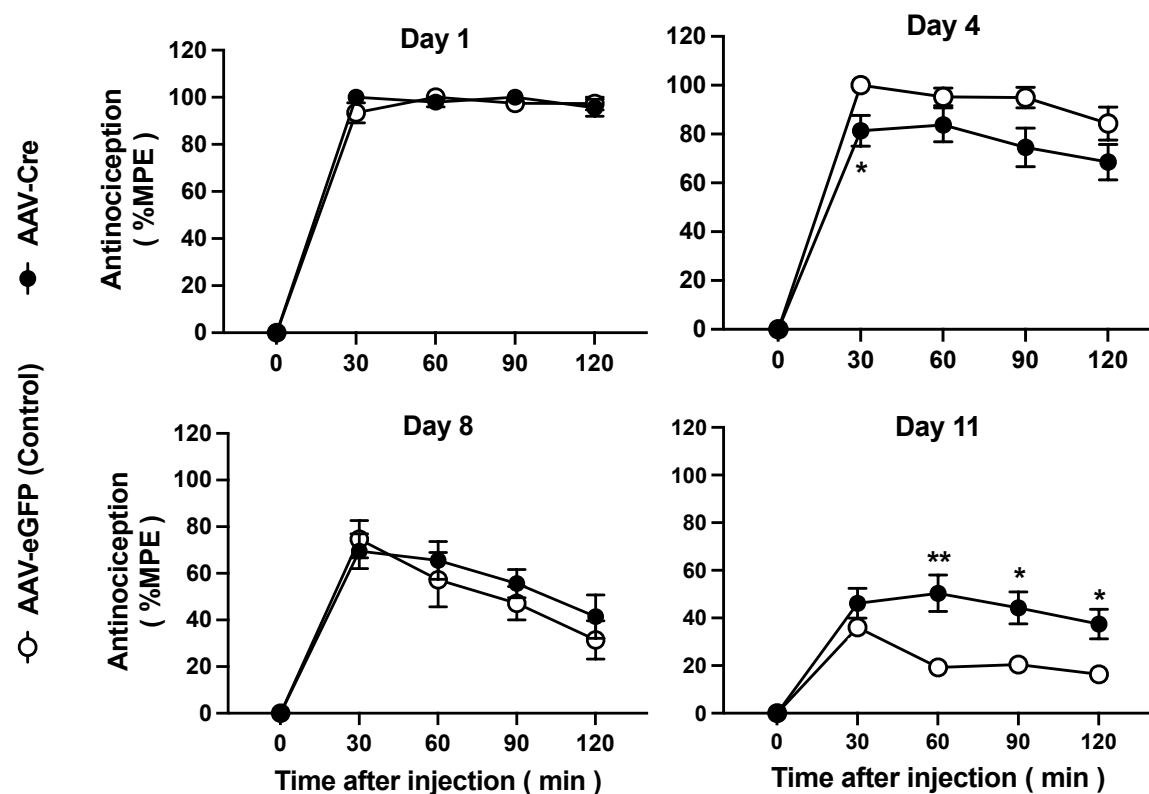 AAV-Cre
AAV-eGFP (Control)
Day 1
Antinociception
( %MPE )
120
100
80
60
40
20
0
0 30 60 90 120
Day 4
120
100
80
60
40
20
0
*
0 30 60 90 120
Day 8
Antinociception
( %MPE )
120
100
80
60
40
20
0
0 30 60 90 120
Time after injection ( min )
Day 11
120
100
80
60
40
20
0
** * *
0 30 60 90 120
Time after injection ( min )